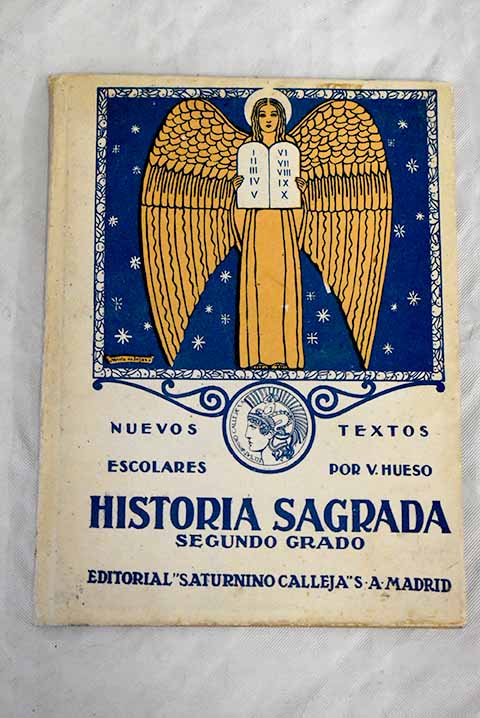 I VI
II VII
III VIII
IV IX
V X
NUEVOS TEXTOS
ESCOLARES POR V. HUESO
HISTORIA SAGRADA
SEGUNDO GRADO
EDITORIAL "SATURNINO CALLEJA" S·A·MADRID